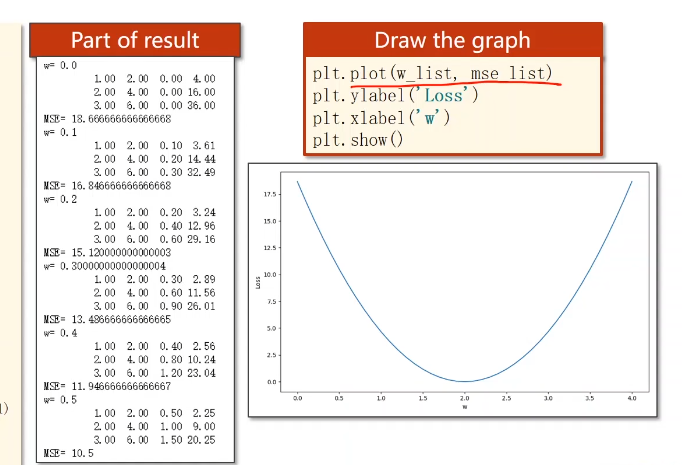 Part of result
w= 0.0
1.00 2.00 0.00 4.00
2.00 4.00 0.00 16.00
3.00 6.00 0.00 36.00
MSE= 18.666666666666668
w= 0.1
1.00 2.00 0.10 3.61
2.00 4.00 0.20 14.44
3.00 6.00 0.30 32.49
MSE= 16.846666666666668
w= 0.2
1.00 2.00 0.20 3.24
2.00 4.00 0.40 12.96
3.00 6.00 0.60 29.16
MSE= 15.120000000000003
w= 0.30000000000000004
1.00 2.00 0.30 2.89
2.00 4.00 0.60 11.56
3.00 6.00 0.90 26.01
MSE= 13.486666666666665
w= 0.4
1.00 2.00 0.40 2.56
2.00 4.00 0.80 10.24
3.00 6.00 1.20 23.04
MSE= 11.946666666666667
w= 0.5
1.00 2.00 0.50 2.25
2.00 4.00 1.00 9.00
3.00 6.00 1.50 20.25
MSE= 10.5
Draw the graph
plt.plot(w_list, mse_list)
plt.ylabel('Loss')
plt.xlabel('w')
plt.show()
17.5
15.0
12.5
10.0
7.5
5.0
2.5
0.0
Loss
0.0 0.5 1.0 1.5 2.0 2.5 3.0 3.5 4.0
w